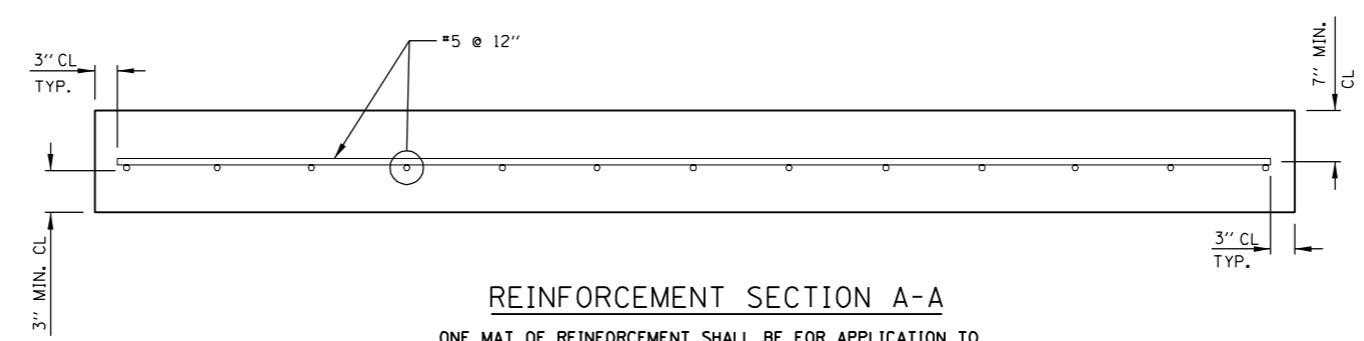 #5 @ 12"
3" CL
TYP.
7" MIN.
CL
3" MIN. CL
3" CL
TYP.
REINFORCEMENT SECTION A-A
ONE MAT OF REINFORCEMENT SHALL BE FOR APPLICATION TO